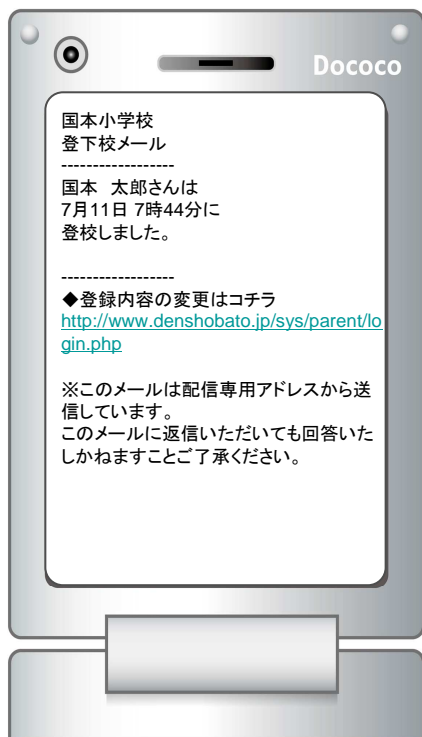 Dococo
国本小学校
登下校メール
------------------
国本　太郎さんは
7月11日 7時44分に
登校しました。
------------------
◆登録内容の変更はコチラ
http://www.denshobato.jp/sys/parent/lo
gin.php
※このメールは配信専用アドレスから送
信しています。
このメールに返信いただいても回答いた
しかねますことご了承ください。